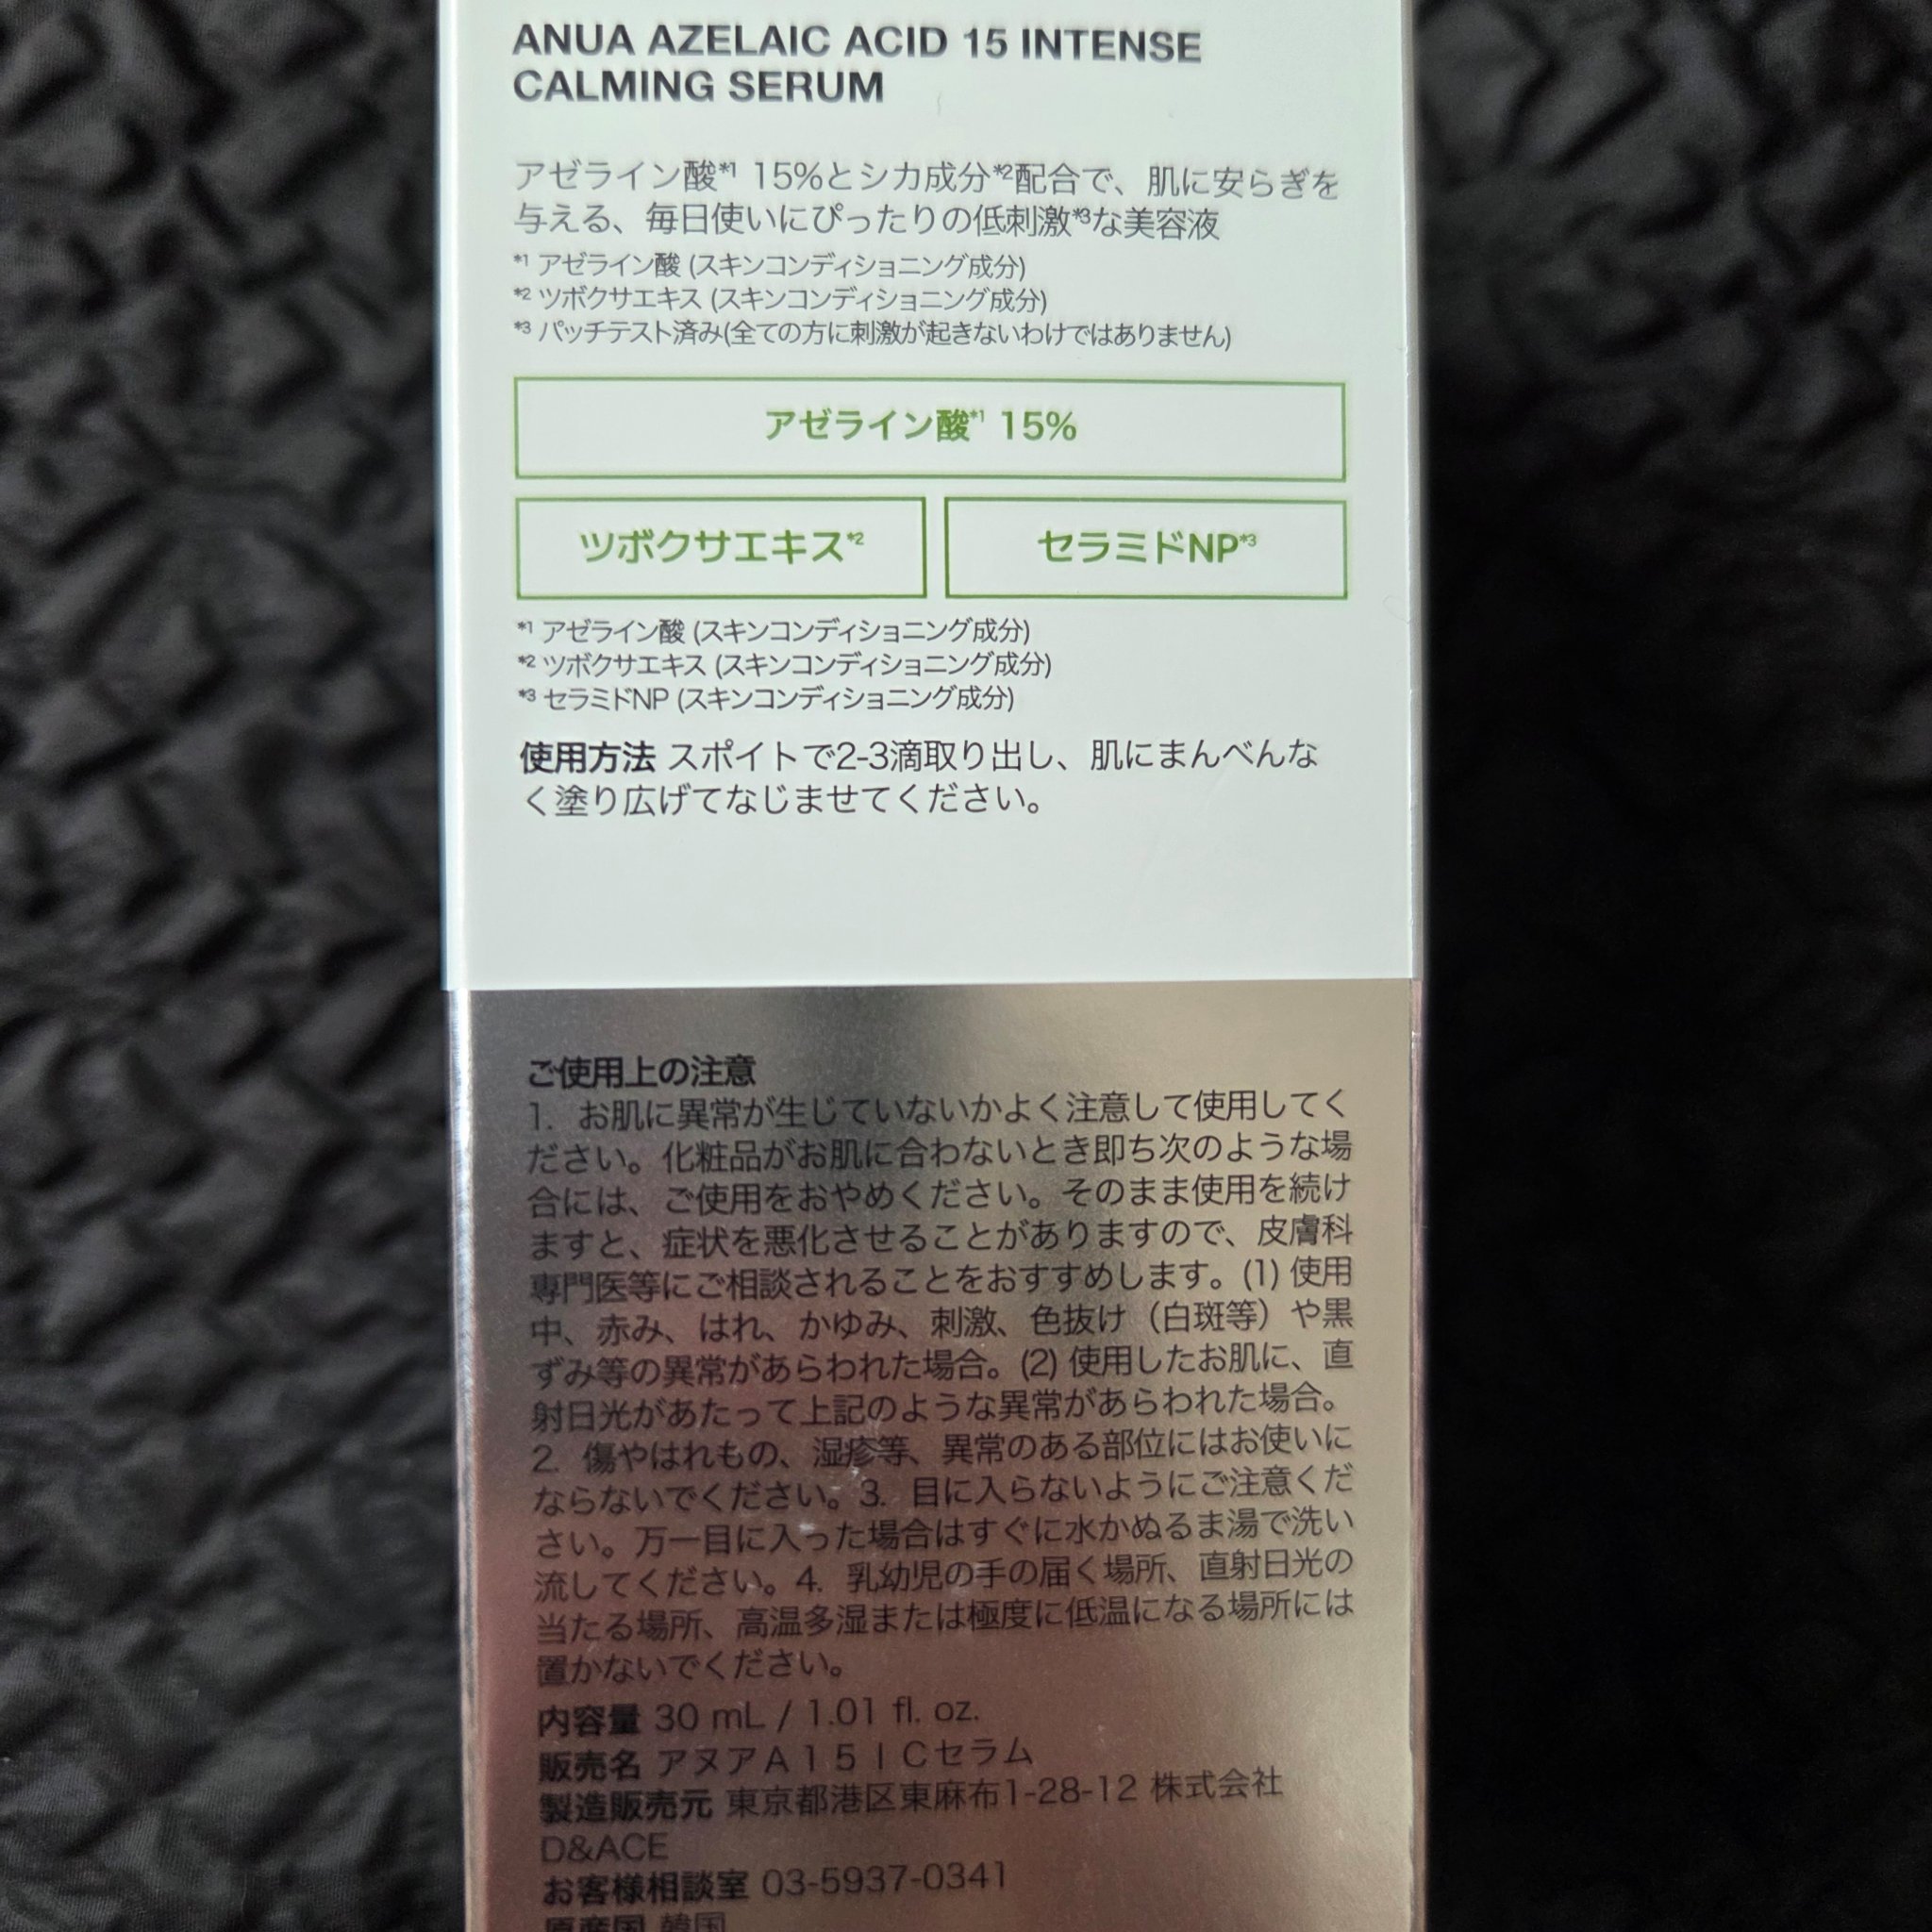 ANUA AZELAIC ACID 15 INTENSE
CALMING SERUM
アゼライン酸*1 15%とシカ成分*2配合で、肌に安らぎを
与える、毎日使いにぴったりの低刺激*3な美容液
*1 アゼライン酸 (スキンコンディショニング成分)
*2 ツボクサエキス (スキンコンディショニング成分)
*3 パッチテスト済み(全ての方に刺激が起きないわけではありません)
アゼライン酸*1 15%
ツボクサエキス*2
セラミドNP*3
*1 アゼライン酸 (スキンコンディショニング成分)
*2 ツボクサエキス (スキンコンディショニング成分)
*3 セラミドNP (スキンコンディショニング成分)
使用方法 スポイトで2-3滴取り出し、肌にまんべんな
く塗り広げてなじませてください。
ご使用上の注意
1. お肌に異常が生じていないかよく注意して使用してく
ださい。化粧品がお肌に合わないとき即ち次のような場
合には、ご使用をおやめください。そのまま使用を続け
ますと、症状を悪化させることがありますので、皮膚科
専門医等にご相談されることをおすすめします。(1) 使用
中、赤み、はれ、かゆみ、刺激、色抜け（白斑等）や黒
ずみ等の異常があらわれた場合。(2) 使用したお肌に、直
射日光があたって上記のような異常があらわれた場合。
2. 傷やはれもの、湿疹等、異常のある部位にはお使いに
ならないでください。3. 目に入らないようにご注意くだ
さい。万一目に入った場合はすぐに水かぬるま湯で洗い
流してください。4. 乳幼児の手の届く場所、直射日光の
当たる場所、高温多湿または極度に低温になる場所には
置かないでください。
内容量 30 mL / 1.01 fl. oz.
販売名 アヌアＡ１５ＩＣセラム
製造販売元 東京都港区東麻布1-28-12 株式会社
D&ACE
お客様相談室 03-5937-0341
原産国 韓国